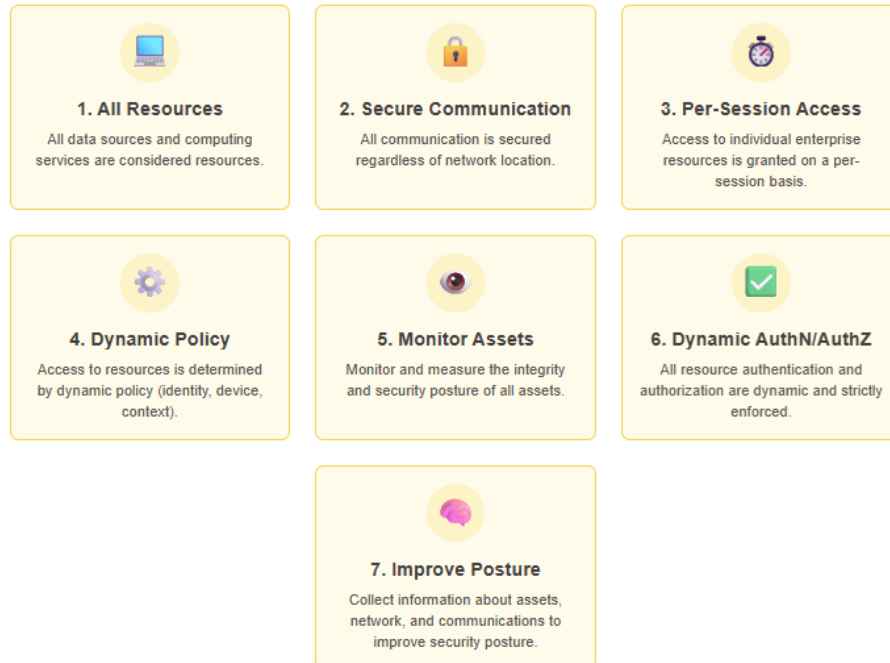 1. All Resources
All data sources and computing
services are considered resources.
2. Secure Communication
All communication is secured
regardless of network location.
3. Per-Session Access
Access to individual enterprise
resources is granted on a per-
session basis.
4. Dynamic Policy
Access to resources is determined
by dynamic policy (identity, device,
context).
5. Monitor Assets
Monitor and measure the integrity
and security posture of all assets.
6. Dynamic AuthN/AuthZ
All resource authentication and
authorization are dynamic and strictly
enforced.
7. Improve Posture
Collect information about assets,
network, and communications to
improve security posture.